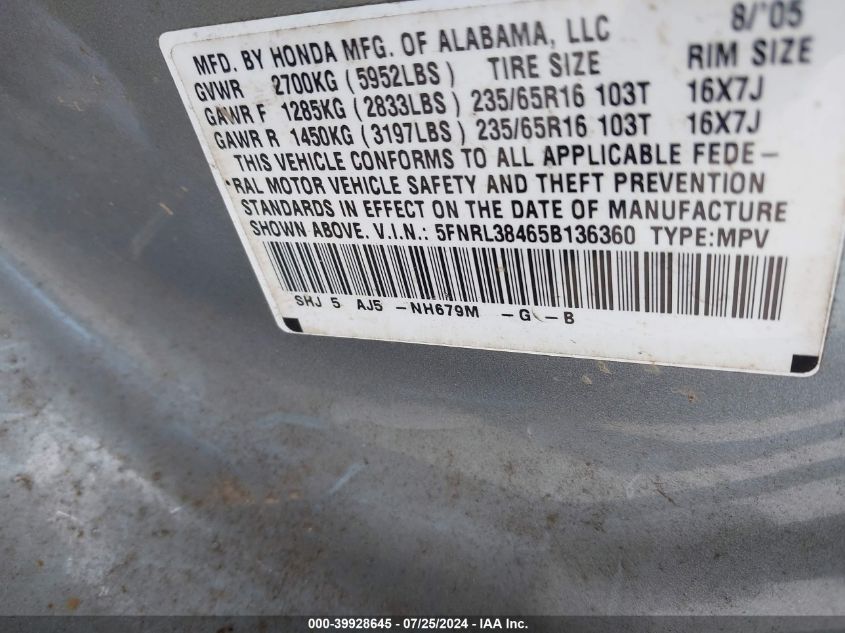 8/'05
MFD. BY HONDA MFG. OF ALABAMA, LLC
GVWR 2700KG (5952LBS) TIRE SIZE RIM SIZE
GAWR F 1285KG (2833LBS) 235/65R16 103T 16X7J
GAWR R 1450KG (3197LBS) 235/65R16 103T 16X7J
THIS VEHICLE CONFORMS TO ALL APPLICABLE FEDE-
RAL MOTOR VEHICLE SAFETY AND THEFT PREVENTION
STANDARDS IN EFFECT ON THE DATE OF MANUFACTURE
SHOWN ABOVE. V.I.N.: 5FNRL38465B136360 TYPE:MPV
SHJ 5 AJ5 -NH679M -G -B
000-39928645 - 07/25/2024 - IAA Inc.